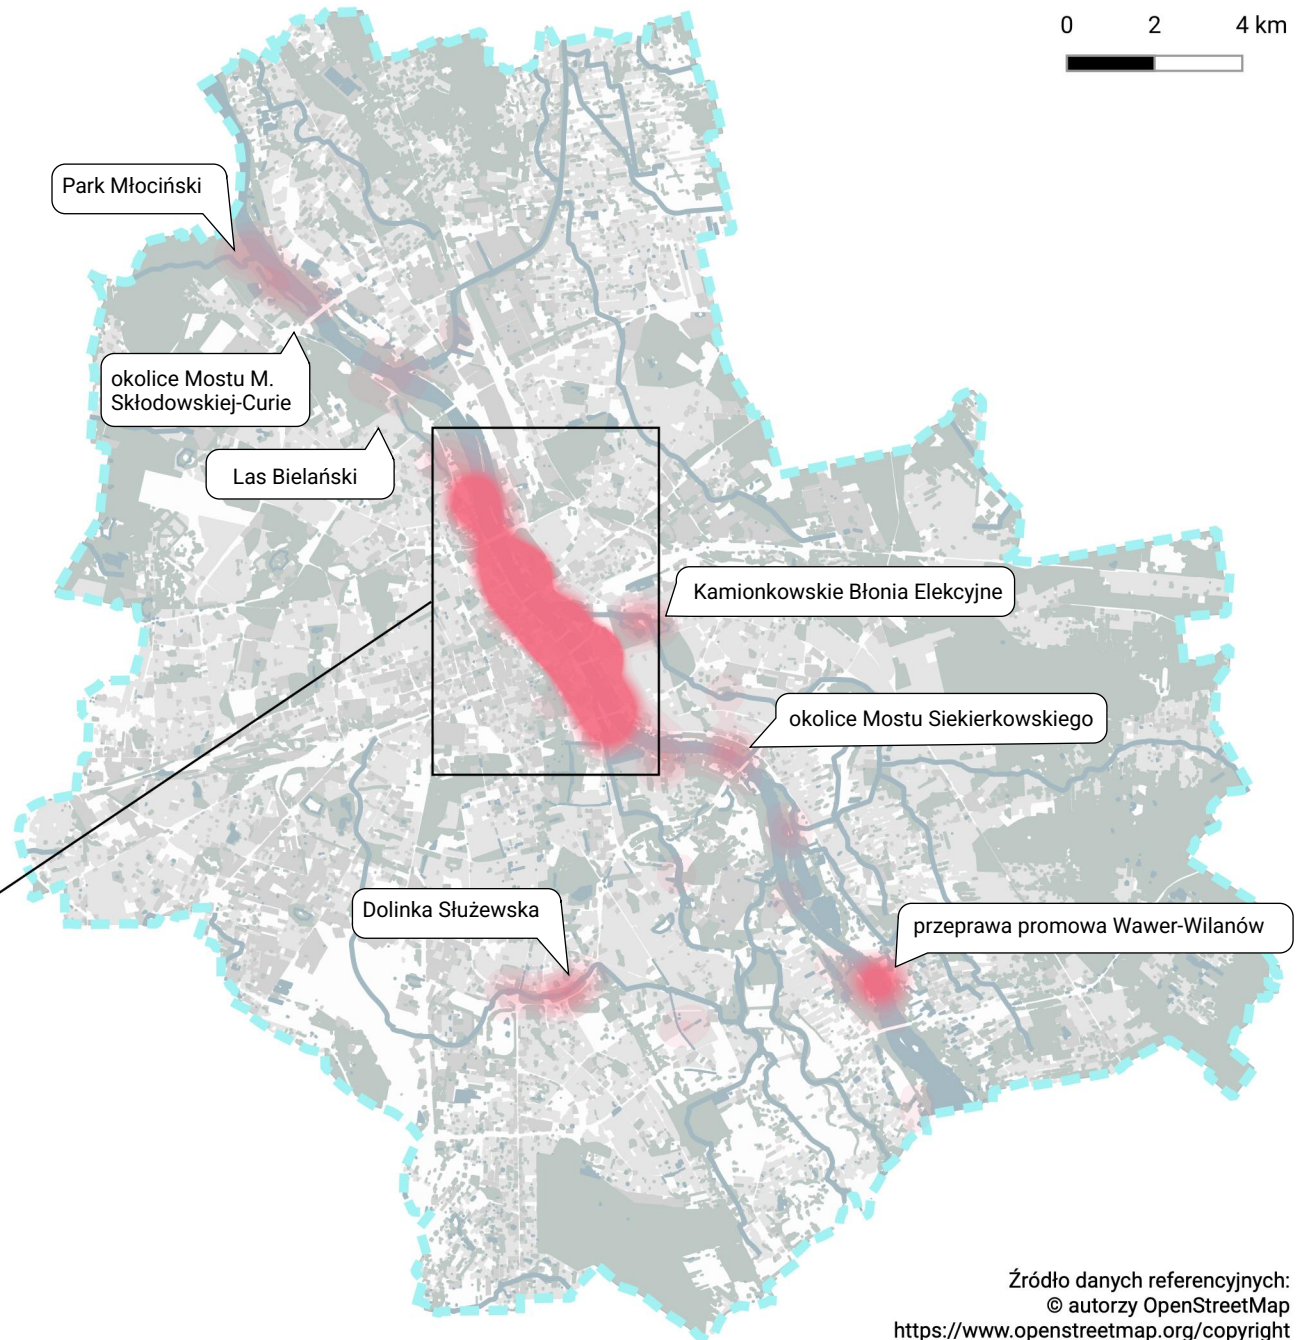 0 2 4 km
Park Młociński
okolice Mostu M.
Skłodowskiej-Curie
Las Bielański
Kamionkowskie Błonia Elekcyjne
okolice Mostu Siekierkowskiego
Dolinka Służewska
przeprawa promowa Wawer-Wilanów
Źródło danych referencyjnych:
© autorzy OpenStreetMap
https://www.openstreetmap.org/copyright